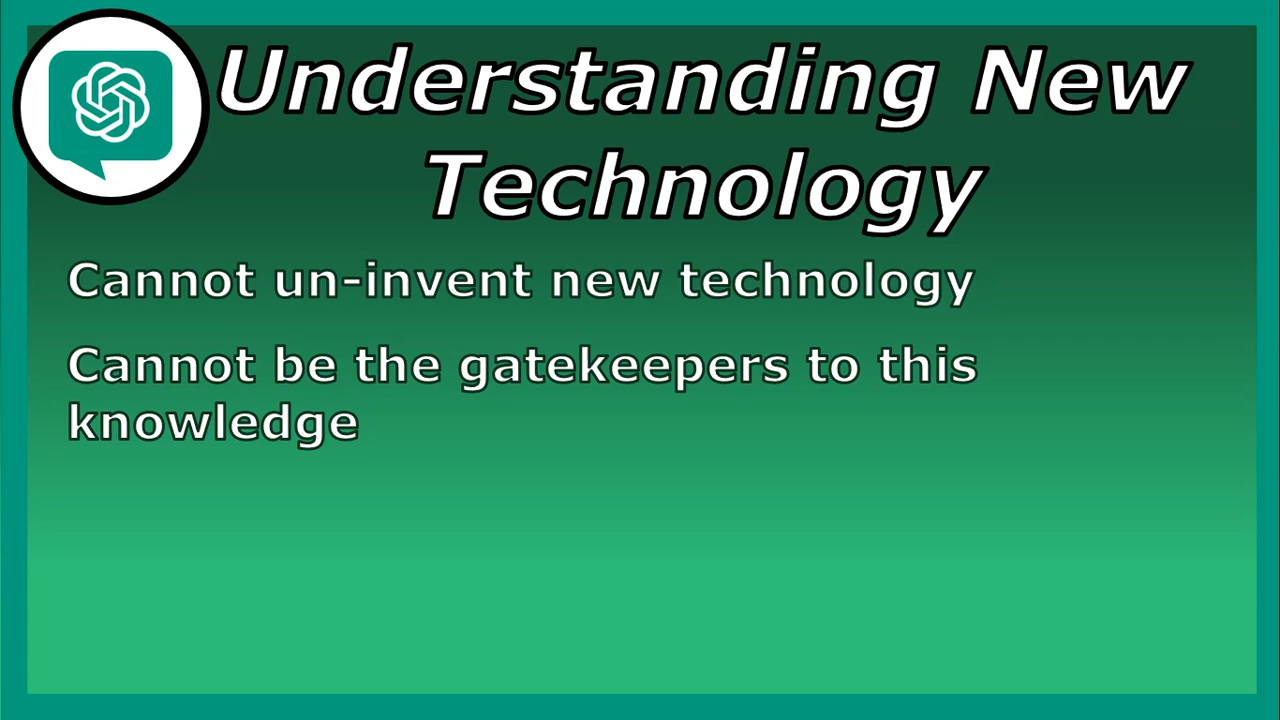 Understanding New
Technology
Cannot un-invent new technology
Cannot be the gatekeepers to this
knowledge